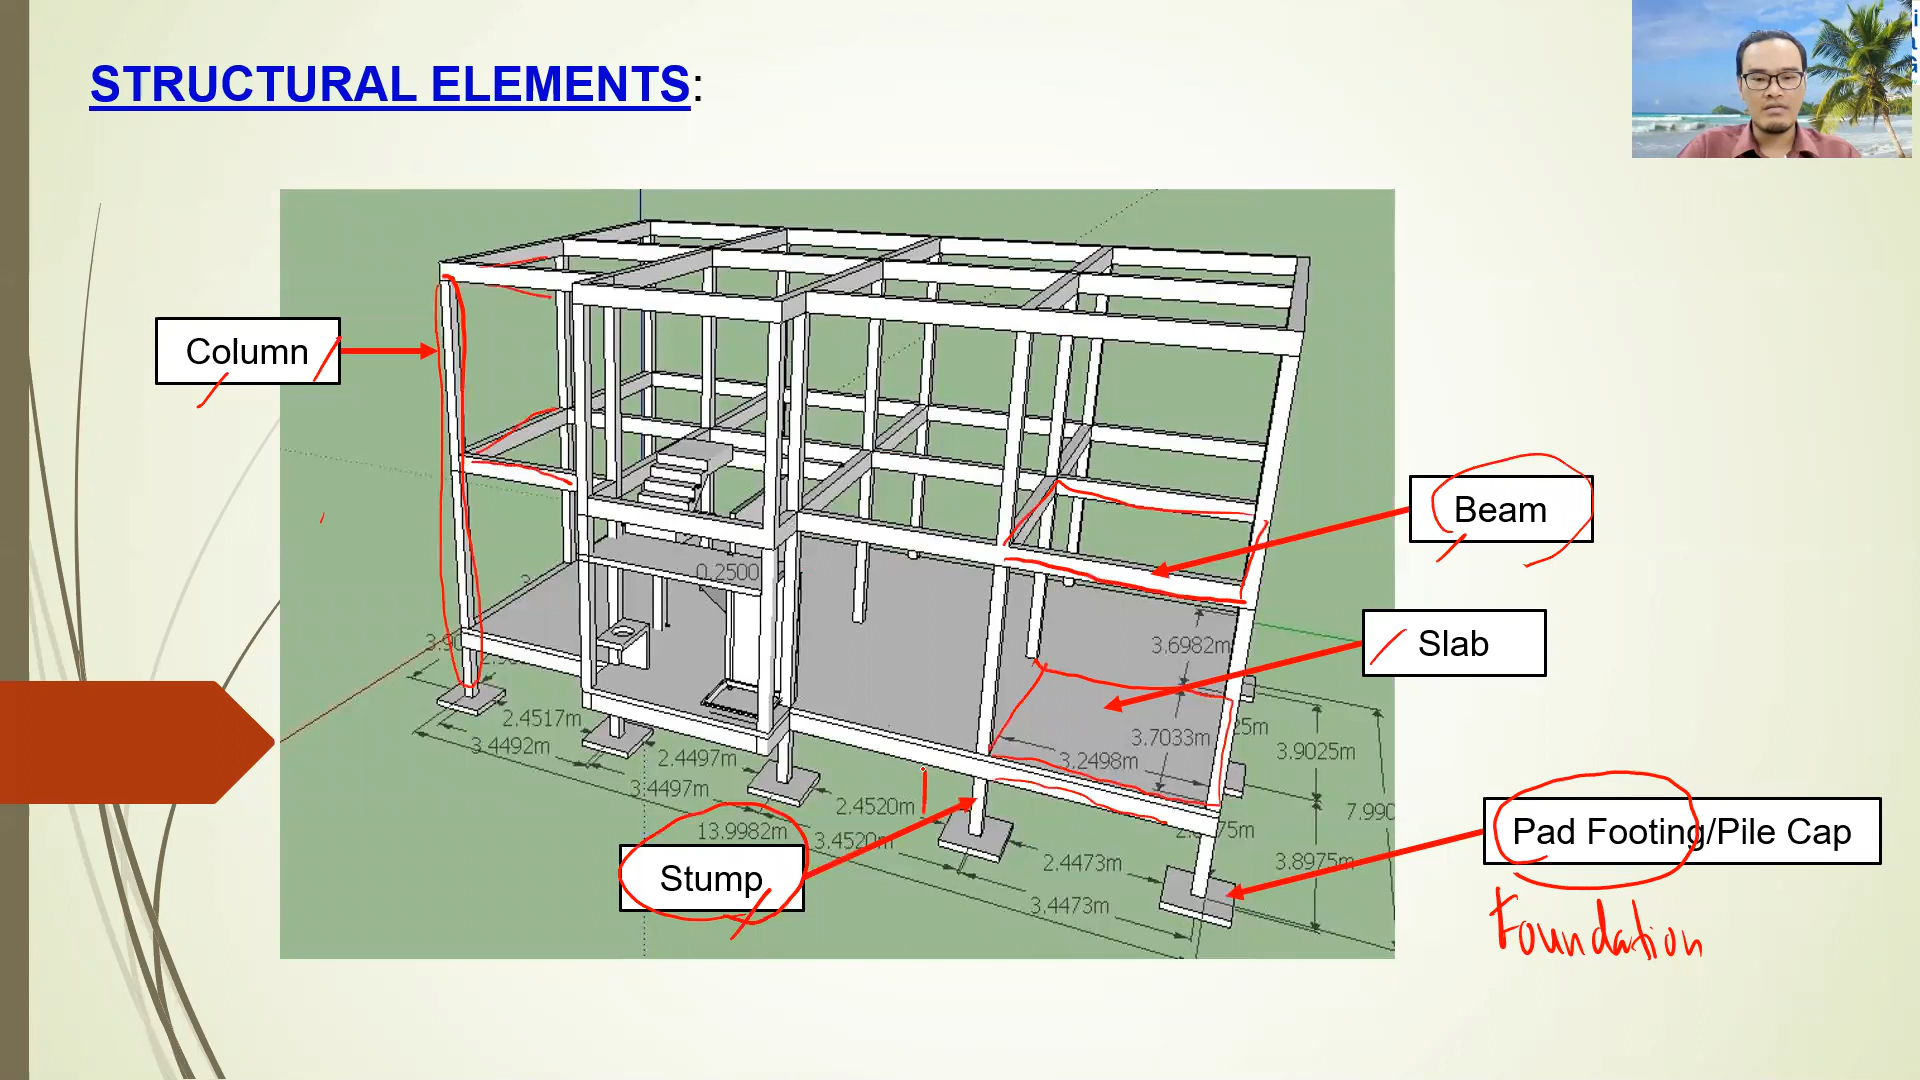 STRUCTURAL ELEMENTS:
Column
Beam
0.2500
3.6982m
Slab
2.4517m
3.4492m
2.4497m
3.4497m
13.9982m
2.4520m
3.4520m
3.7033m
3.2498m
3.9025m
7.990
3.8975m
2.4473m
3.4473m
Stump
Pad Footing/Pile Cap
Foundation